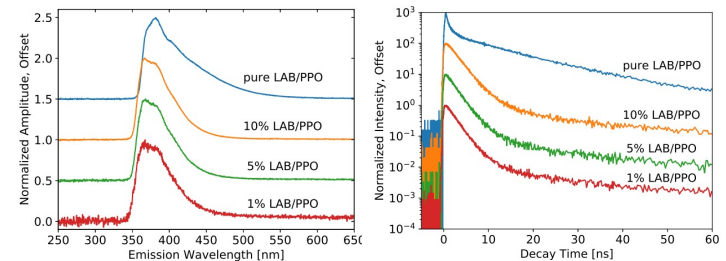 Normalized Amplitude, Offset
2.5
2.0
1.5
1.0
0.5
0.0
pure LAB/PPO
10% LAB/PPO
5% LAB/PPO
1% LAB/PPO
250 300 350 400 450 500 550 600 650
Emission Wavelength [nm]
Normalized Intensity, Offset
10³
10²
10¹
10⁰
10⁻¹
10⁻²
10⁻³
10⁻⁴
pure LAB/PPO
10% LAB/PPO
5% LAB/PPO
1% LAB/PPO
0 10 20 30 40 50 60
Decay Time [ns]